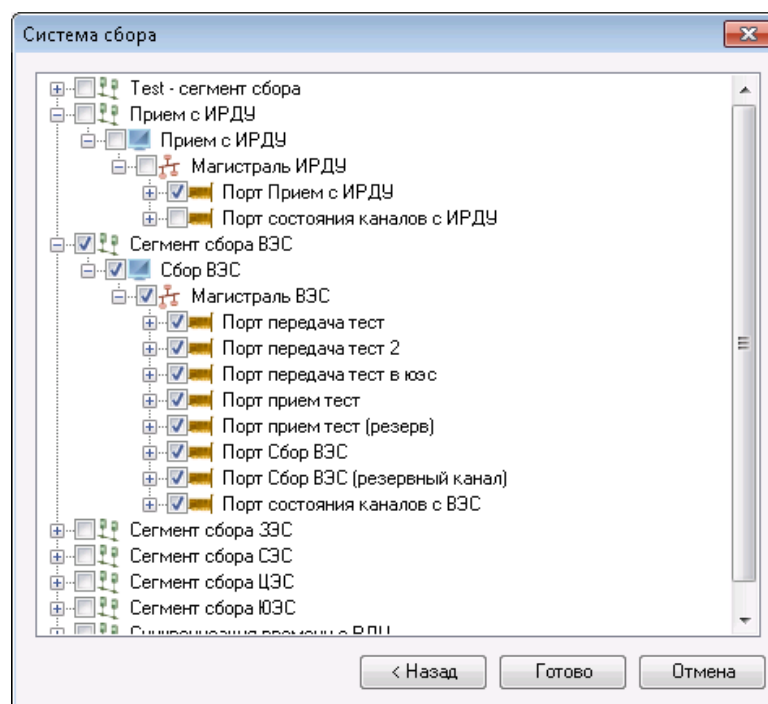 Система сбора
Test - сегмент сбора
Прием с ИРДУ
Прием с ИРДУ
Магистраль ИРДУ
Порт Прием с ИРДУ
Порт состояния каналов с ИРДУ
Сегмент сбора ВЭС
Сбор ВЭС
Магистраль ВЭС
Порт передача тест
Порт передача тест 2
Порт передача тест в юэс
Порт прием тест
Порт прием тест (резерв)
Порт Сбор ВЭС
Порт Сбор ВЭС (резервный канал)
Порт состояния каналов с ВЭС
Сегмент сбора ЗЭС
Сегмент сбора СЭС
Сегмент сбора ЦЭС
Сегмент сбора ЮЭС
Синхронизация времени с РДУ
< Назад Готово Отмена